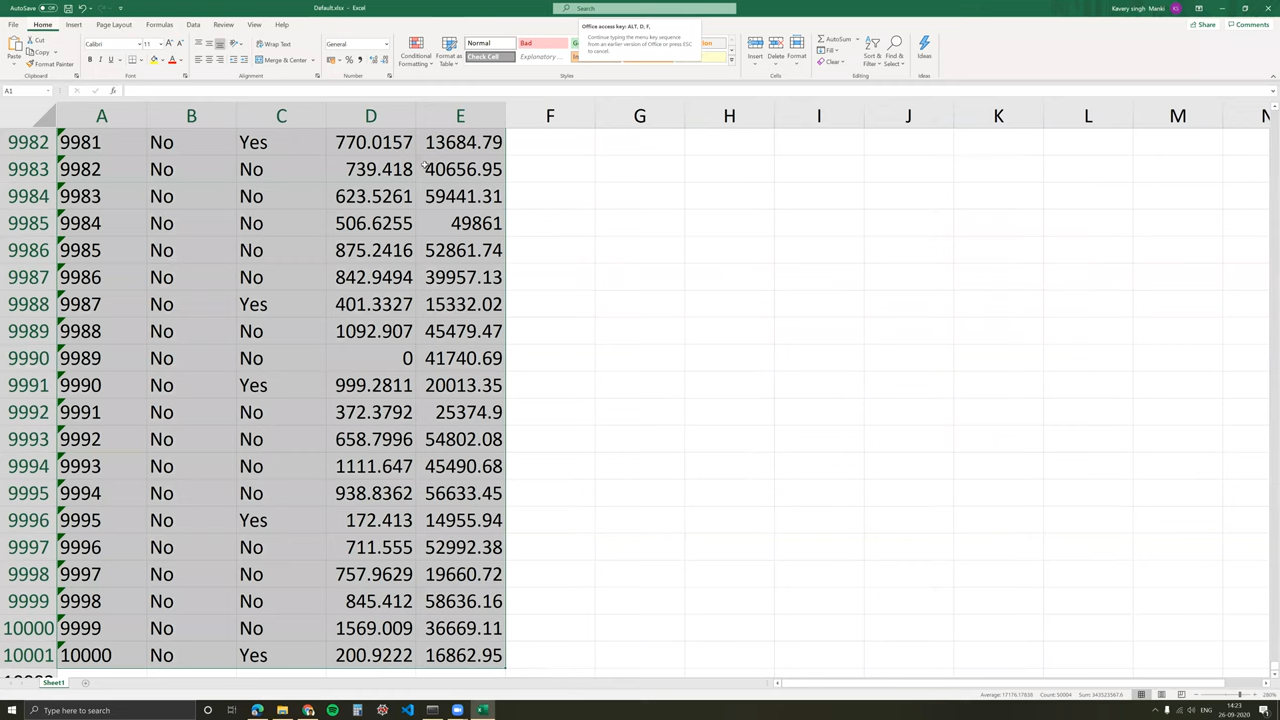 AutoSave Off
Default.xlsx - Excel
Search
Kavery singh Manki
File Home Insert Draw Page Layout Formulas Data Review View Help
Share Comments
Office access key: ALT, D, F,
Continue typing the menu key sequence from an earlier version of Office or press ESC to cancel.
Paste
Cut
Copy
Format Painter
Clipboard
Calibri 11
B I U
Font
Wrap Text
Merge & Center
Alignment
General
Number
Conditional Formatting
Format as Table
Normal Bad
Check Cell Explanatory ...
Styles
Insert Delete Format
Cells
AutoSum
Fill
Clear
Sort & Filter
Find & Select
Editing
Ideas
Ideas
A1
A B C D E F G H I J K L M N
9982 9981 No Yes 770.0157 13684.79
9983 9982 No No 739.418 40656.95
9984 9983 No No 623.5261 59441.31
9985 9984 No No 506.6255 49861
9986 9985 No No 875.2416 52861.74
9987 9986 No No 842.9494 39957.13
9988 9987 No Yes 401.3327 15332.02
9989 9988 No No 1092.907 45479.47
9990 9989 No No 0 41740.69
9991 9990 No Yes 999.2811 20013.35
9992 9991 No No 372.3792 25374.9
9993 9992 No No 658.7996 54802.08
9994 9993 No No 1111.647 45490.68
9995 9994 No No 938.8362 56633.45
9996 9995 No Yes 172.413 14955.94
9997 9996 No No 711.555 52992.38
9998 9997 No No 757.9629 19660.72
9999 9998 No No 845.412 58636.16
10000 9999 No No 1569.009 36669.11
10001 10000 No Yes 200.9222 16862.95
Sheet1
Average: 17176.17838 Count: 50004 Sum: 343523567.6
280%
Type here to search
ENG
14:23
26-09-2020